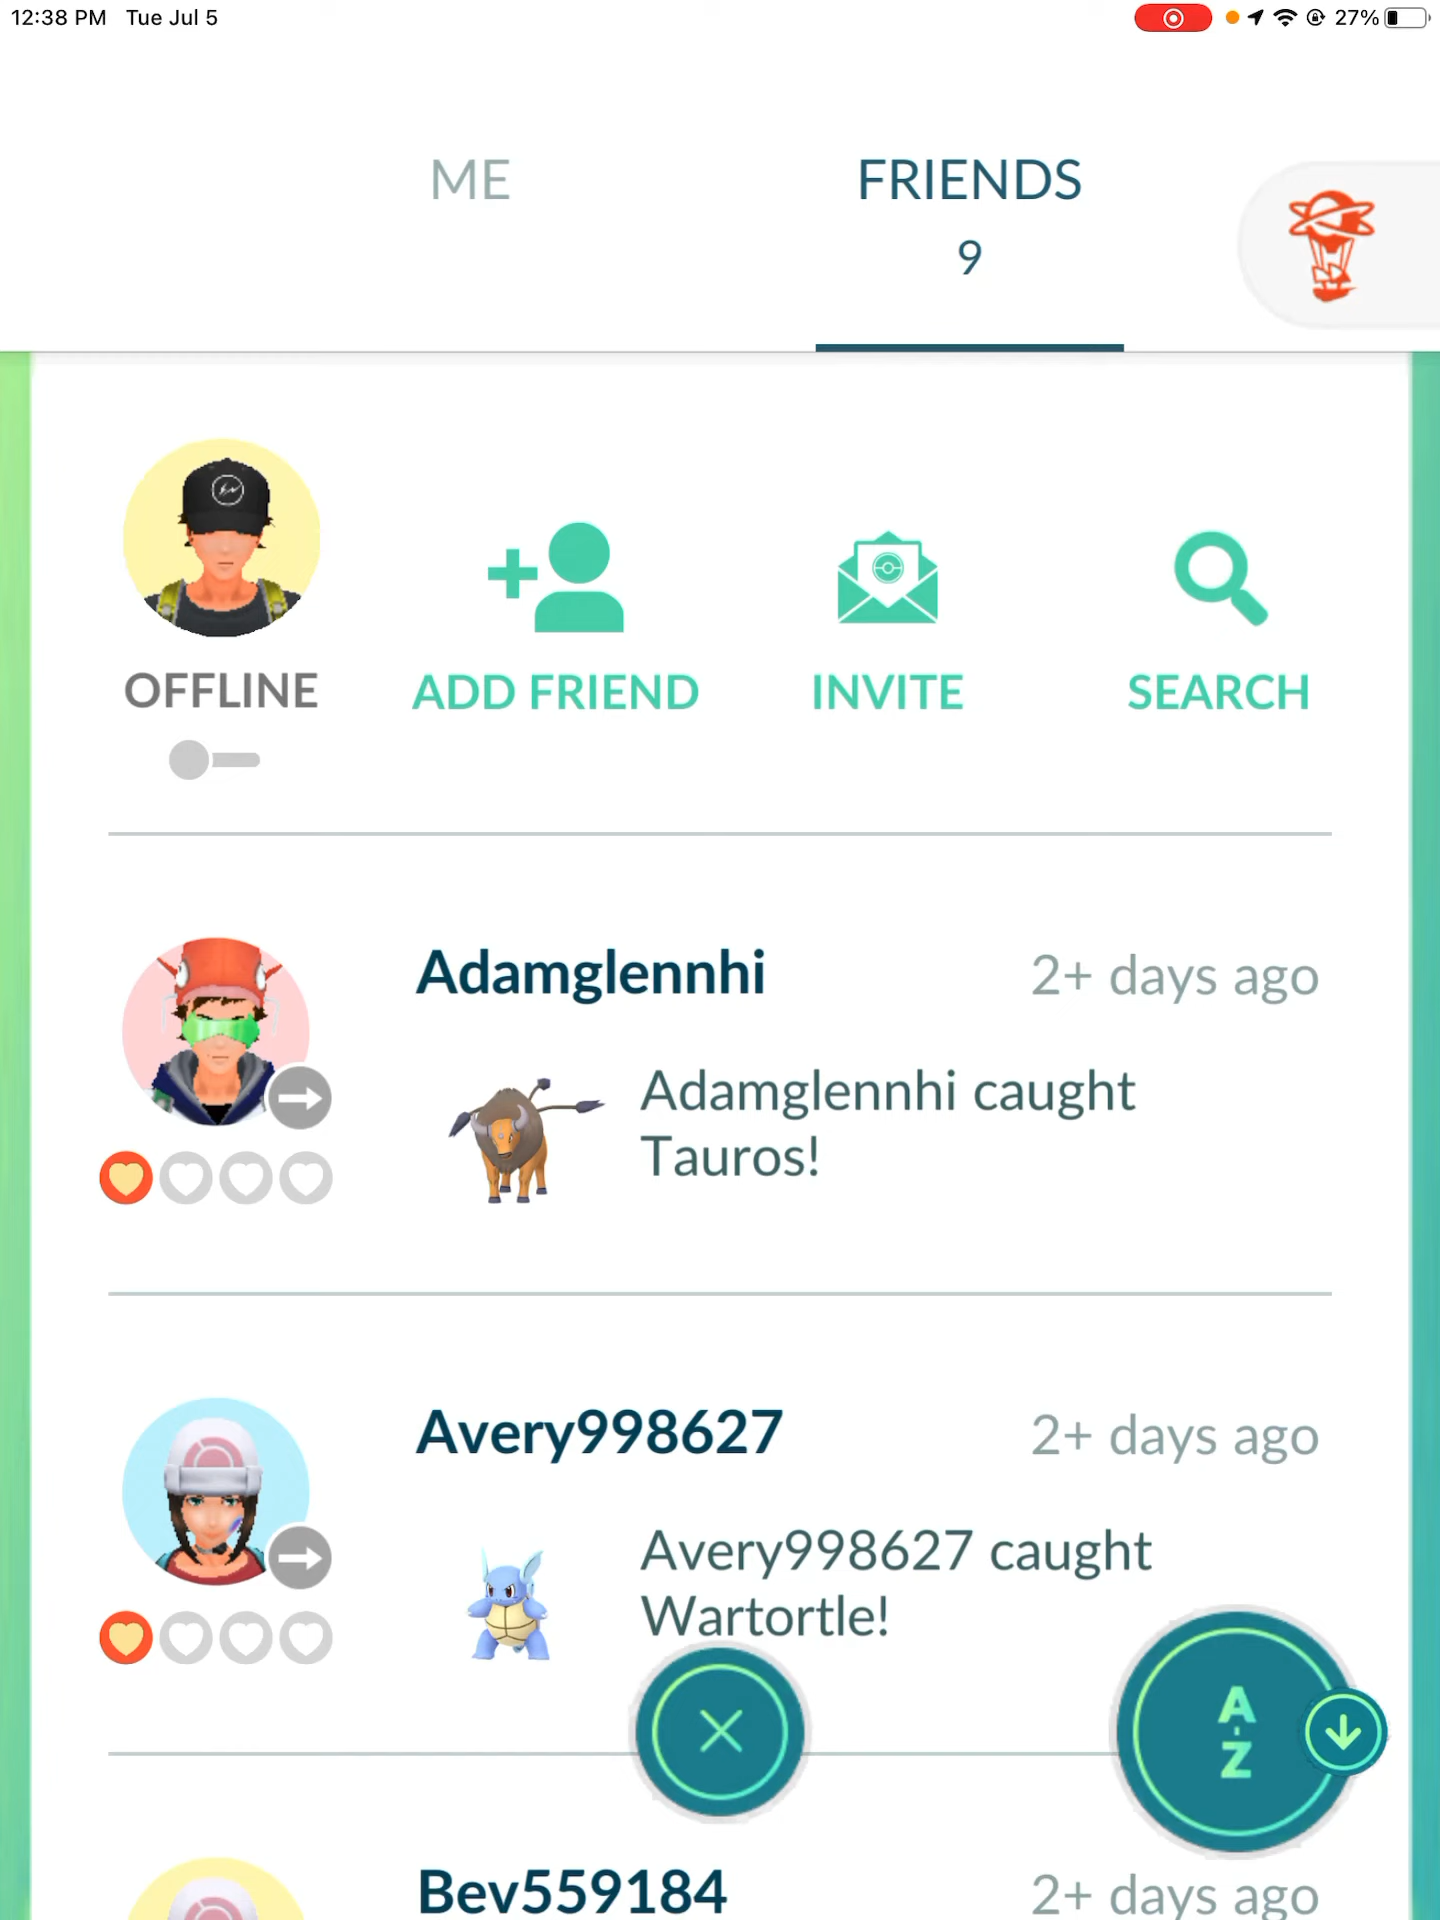 12:38 PM Tue Jul 5
27%
ME
FRIENDS
9
OFFLINE
ADD FRIEND
INVITE
SEARCH
Adamglennhi
2+ days ago
Adamglennhi caught
Tauros!
Avery998627
2+ days ago
Avery998627 caught
Wartortle!
A
-
Z
Bev559184
2+ days ago